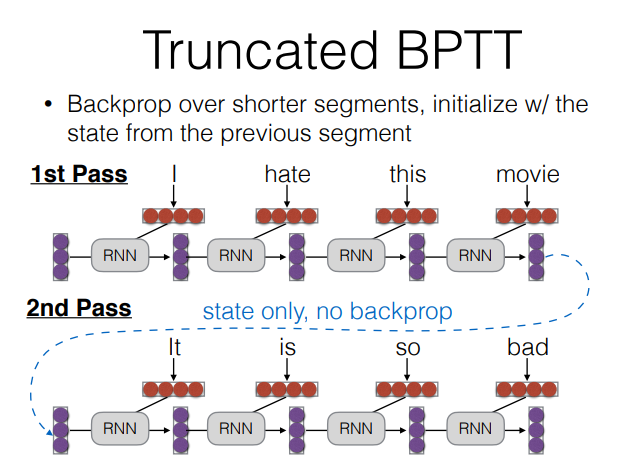 Truncated BPTT
• Backprop over shorter segments, initialize w/ the
state from the previous segment
1st Pass I hate this movie
RNN RNN RNN RNN
2nd Pass state only, no backprop
It is so bad
RNN RNN RNN RNN